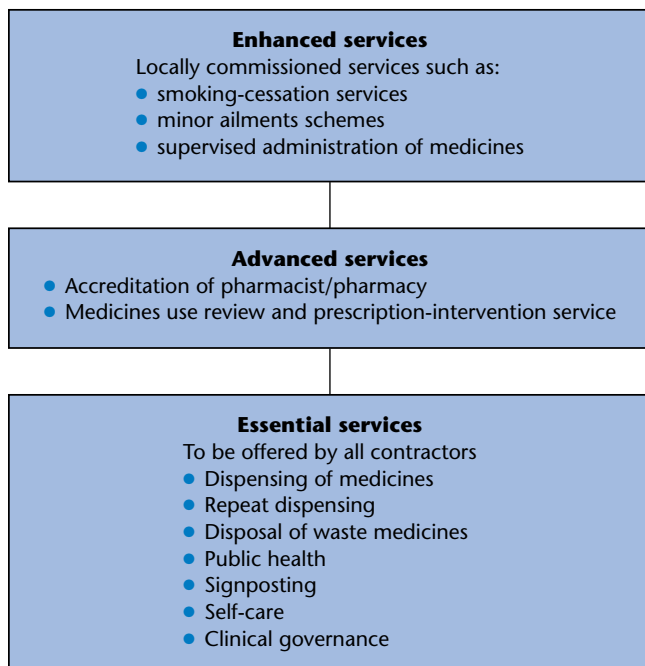 Enhanced services
Locally commissioned services such as:
● smoking-cessation services
● minor ailments schemes
● supervised administration of medicines
Advanced services
● Accreditation of pharmacist/pharmacy
● Medicines use review and prescription-intervention service
Essential services
To be offered by all contractors
● Dispensing of medicines
● Repeat dispensing
● Disposal of waste medicines
● Public health
● Signposting
● Self-care
● Clinical governance